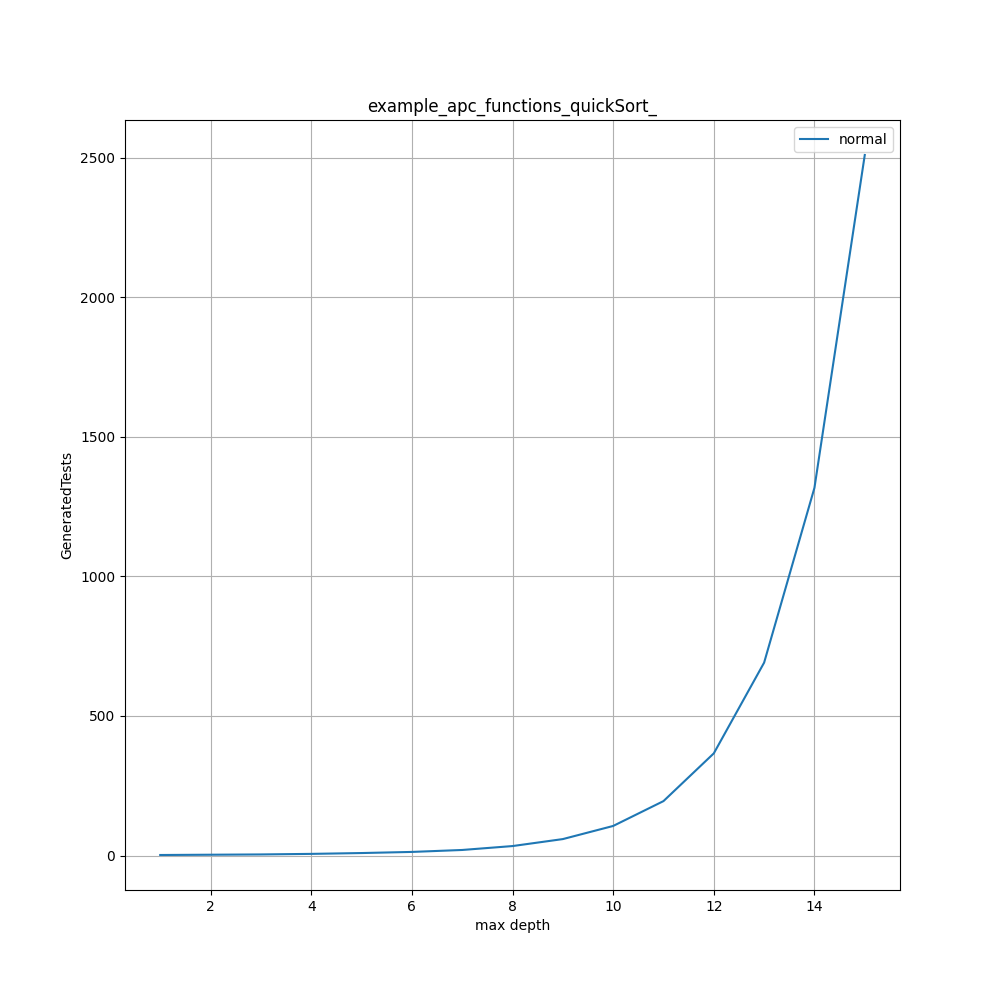 example_apc_functions_quickSort_
normal
GeneratedTests
2500
2000
1500
1000
500
0
2 4 6 8 10 12 14
max depth